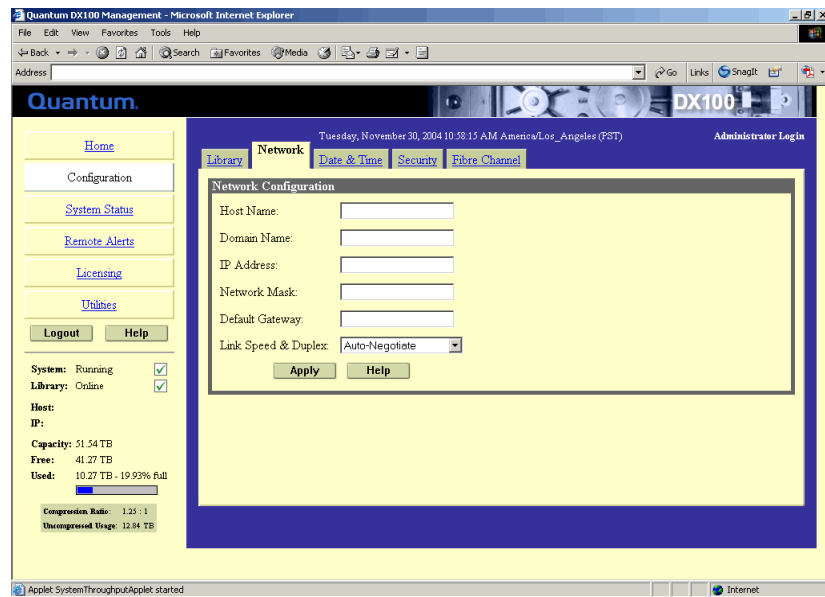 Quantum DX100 Management - Microsoft Internet Explorer
File Edit View Favorites Tools Help
Back Search Favorites Media
Address Go Links SnagIt
Quantum. DX100
Tuesday, November 30, 2004 10:58:15 AM America/Los_Angeles (PST) Administrator Login
Home
Configuration
System Status
Remote Alerts
Licensing
Utilities
Logout Help
System: Running
Library: Online
Host:
IP:
Capacity: 51.54 TB
Free: 41.27 TB
Used: 10.27 TB - 19.93% full
Compression Ratio: 1.25 : 1
Uncompressed Usage: 12.84 TB
Library Network Date & Time Security Fibre Channel
Network Configuration
Host Name:
Domain Name:
IP Address:
Network Mask:
Default Gateway:
Link Speed & Duplex: Auto-Negotiate
Apply Help
Applet SystemThroughputApplet started Internet